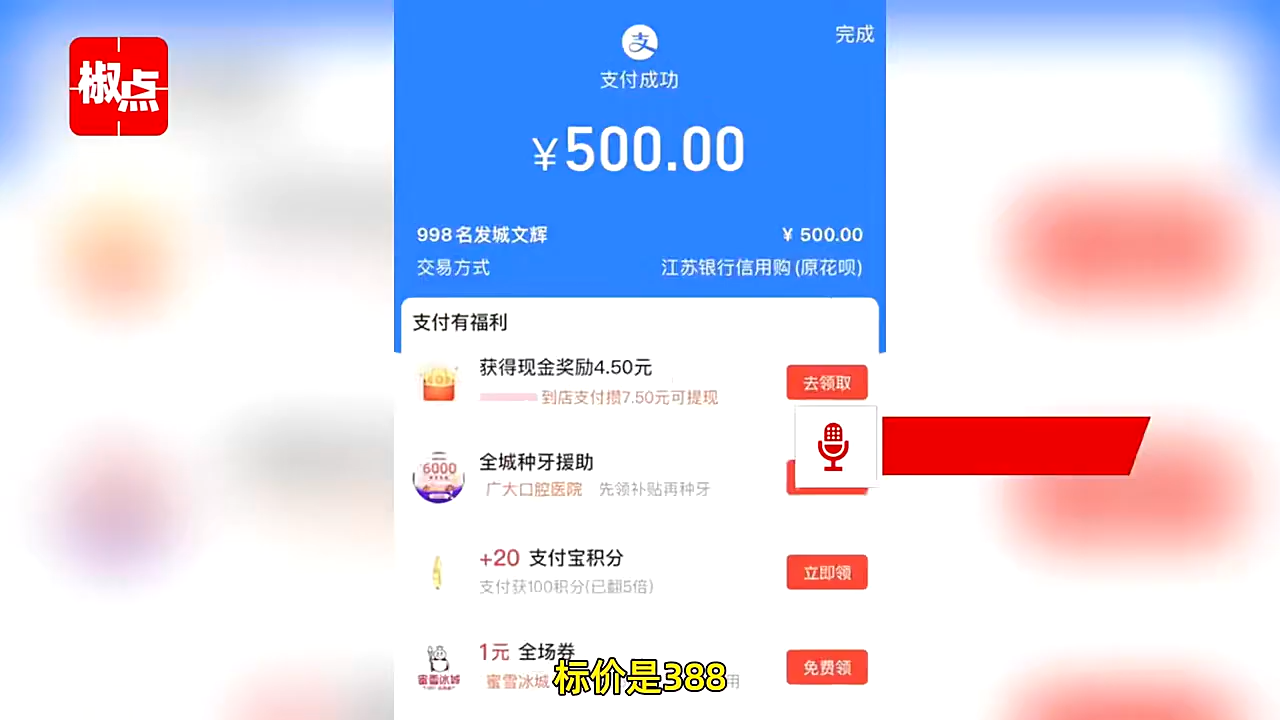 椒点
完成
支
支付成功
¥500.00
998名发城文辉
¥ 500.00
交易方式
江苏银行信用购(原花呗)
支付有福利
获得现金奖励4.50元
到店支付攒7.50元可提现
去领取
6000
全城种牙援助
广大口腔医院 先领补贴再种牙
+20 支付宝积分
支付获100积分(已翻5倍)
立即领
1元 全场券
蜜雪冰城
蜜雪冰城
用
免费领
标价是388